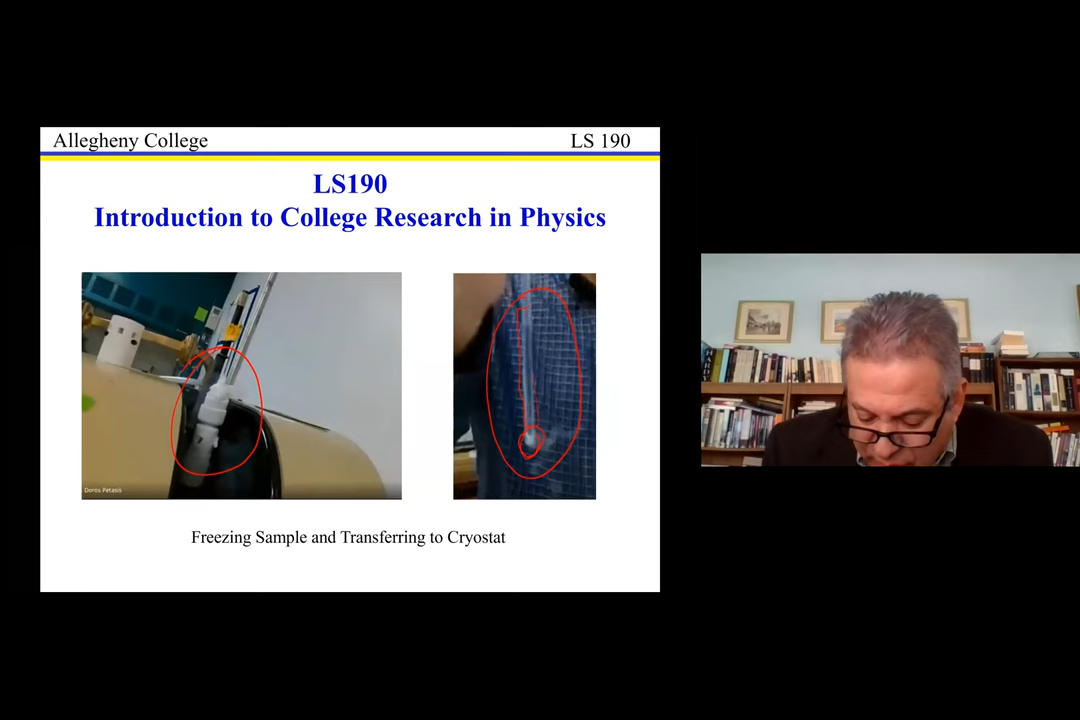 Allegheny College
LS 190
LS190
Introduction to College Research in Physics
Doros Petasis
Freezing Sample and Transferring to Cryostat